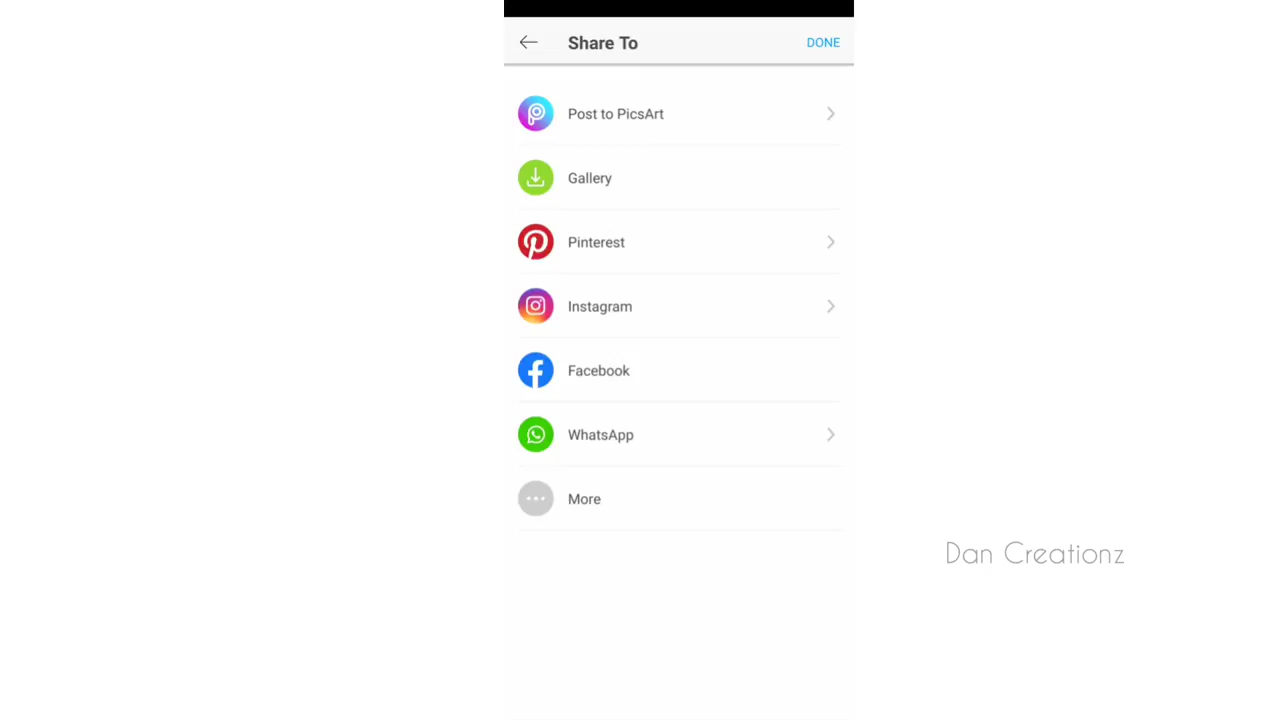 Share To
DONE
Post to PicsArt
Gallery
Pinterest
Instagram
Facebook
WhatsApp
More
Dan Creationz